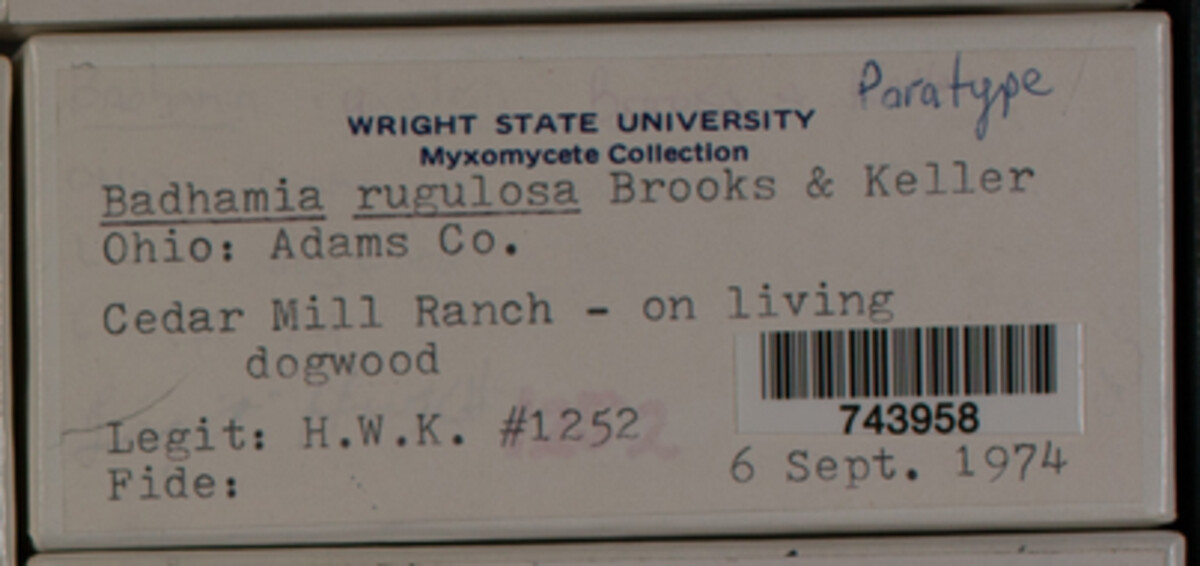 Paratype
WRIGHT STATE UNIVERSITY
Myxomycete Collection
Badhamia rugulosa Brooks & Keller
Ohio: Adams Co.
Cedar Mill Ranch - on living
dogwood
743958
Legit: H.W.K. #1252
6 Sept. 1974
Fide: